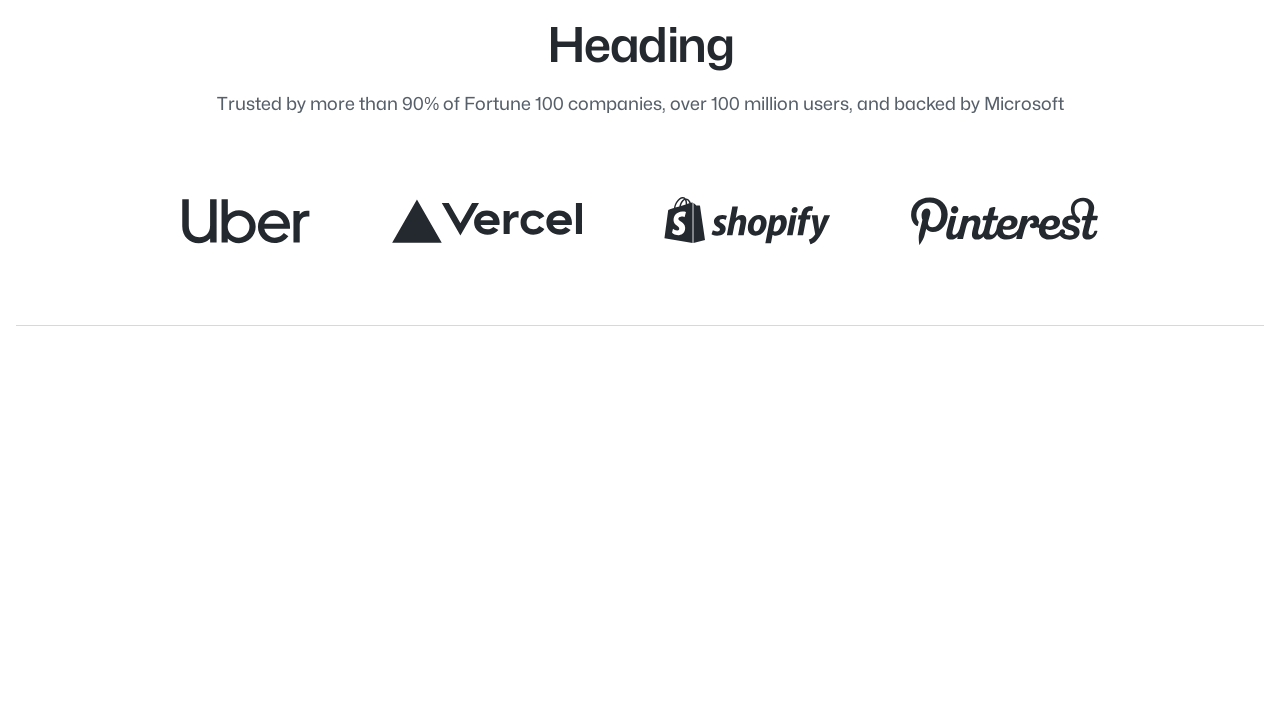 Heading
Trusted by more than 90% of Fortune 100 companies, over 100 million users, and backed by Microsoft
Uber Vercel shopify Pinterest